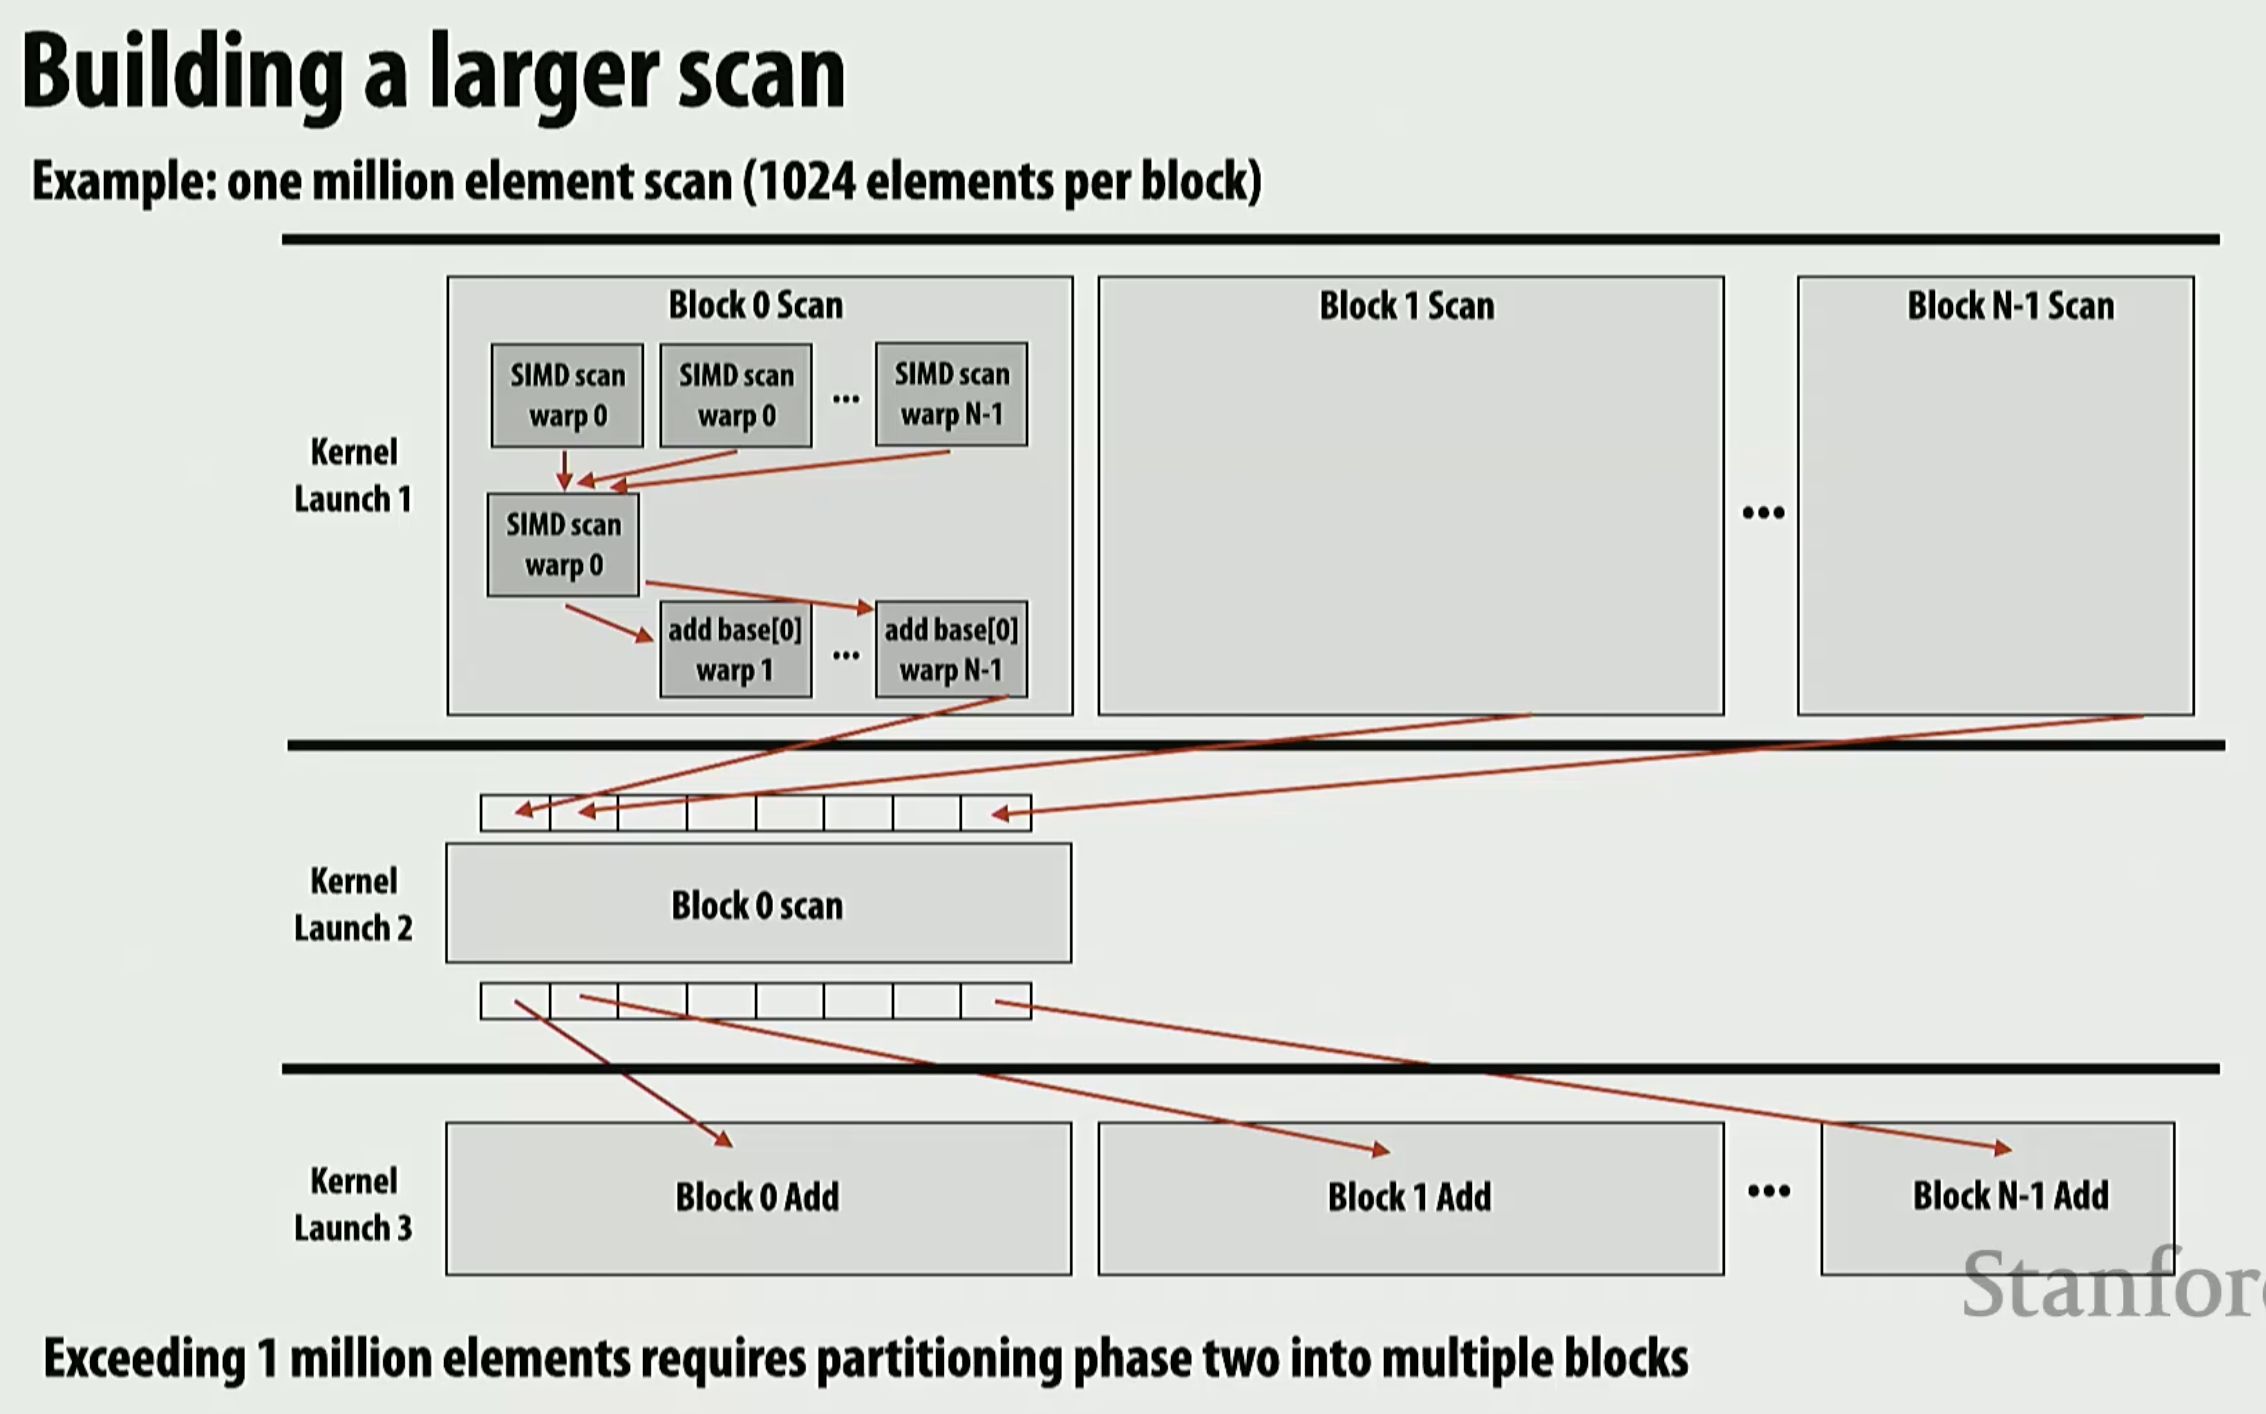 Building a larger scan
Example: one million element scan (1024 elements per block)
Block 0 Scan
Block 1 Scan
Block N-1 Scan
SIMD scan
warp 0
SIMD scan
warp 0
...
SIMD scan
warp N-1
Kernel
Launch 1
SIMD scan
warp 0
...
add base[0]
warp 1
...
add base[0]
warp N-1
Kernel
Launch 2
Block 0 scan
Kernel
Launch 3
Block 0 Add
Block 1 Add
...
Block N-1 Add
Stanfor
Exceeding 1 million elements requires partitioning phase two into multiple blocks